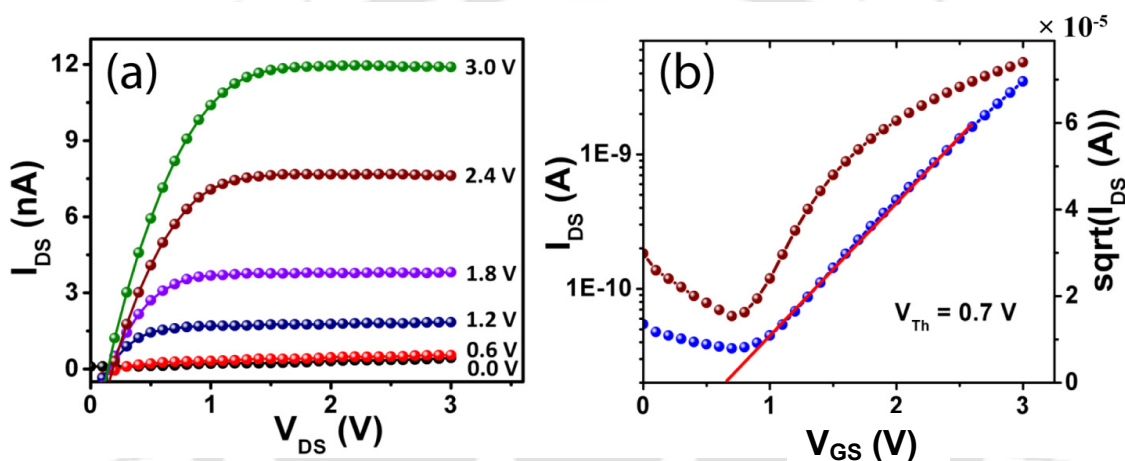 (a)
3.0 V
2.4 V
1.8 V
1.2 V
0.6 V
0.0 V
12
9
6
3
0
I_DS (nA)
0 1 2 3
V_DS (V)
(b)
× 10⁻⁵
1E-9
1E-10
I_DS (A)
6
4
2
0
sqrt(I_DS (A))
V_Th = 0.7 V
0 1 2 3
V_GS (V)